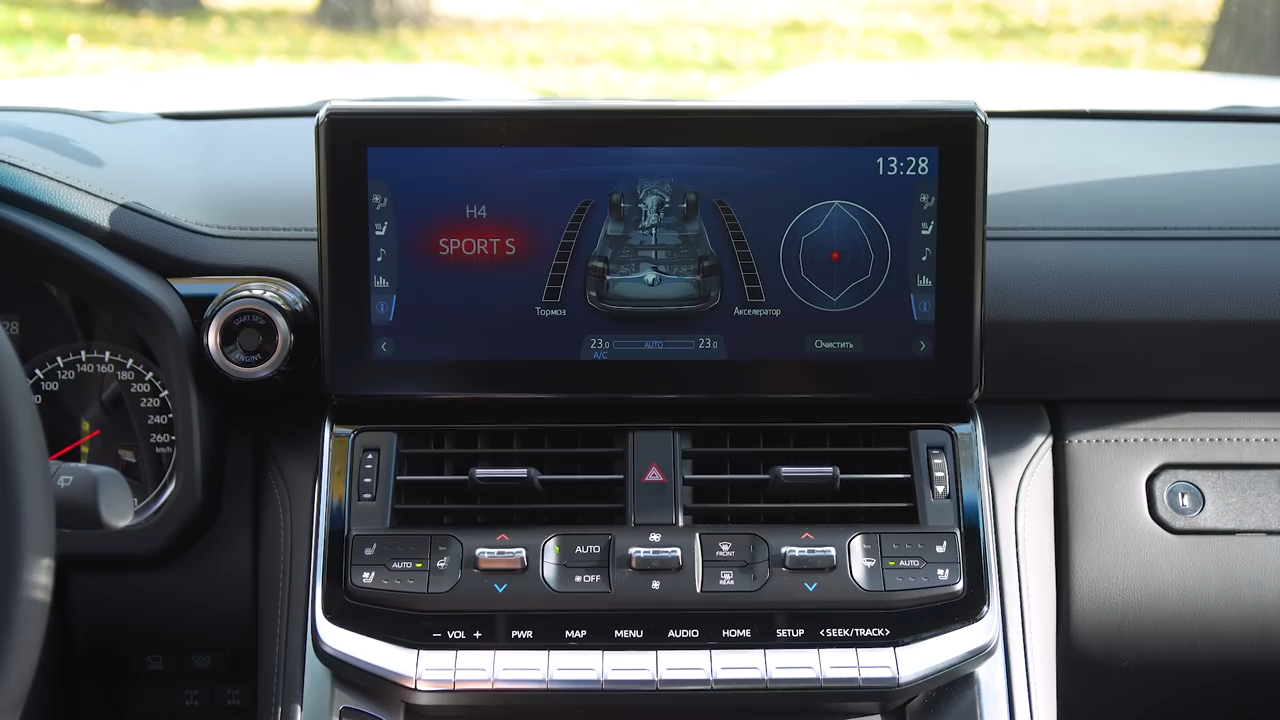 13:28
H4
SPORT S
Тормоз
Акселератор
23.0 AUTO 23.0
A/C
Очистить
START STOP
ENGINE
28
100 120 140 160 180 200 220 240 260
km/h
AUTO
AUTO
OFF
FRONT
REAR
AUTO
− VOL + PWR MAP MENU AUDIO HOME SETUP <SEEK/TRACK>